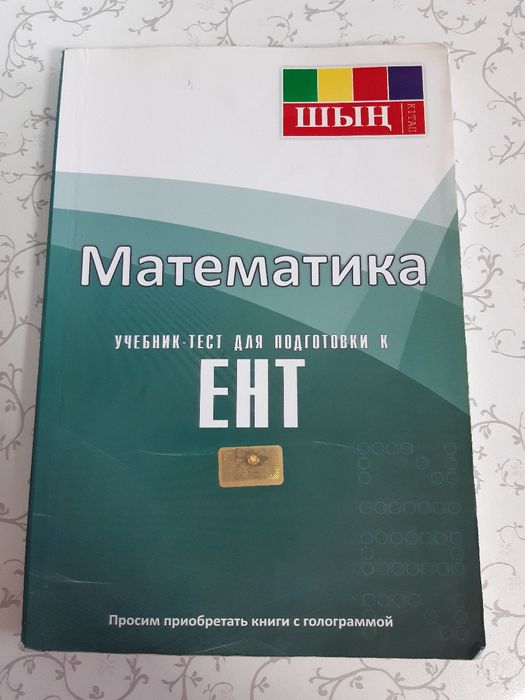 ШЫҢ
КІТАП
Математика
УЧЕБНИК-ТЕСТ ДЛЯ ПОДГОТОВКИ К
ЕНТ
Просим приобретать книги с голограммой